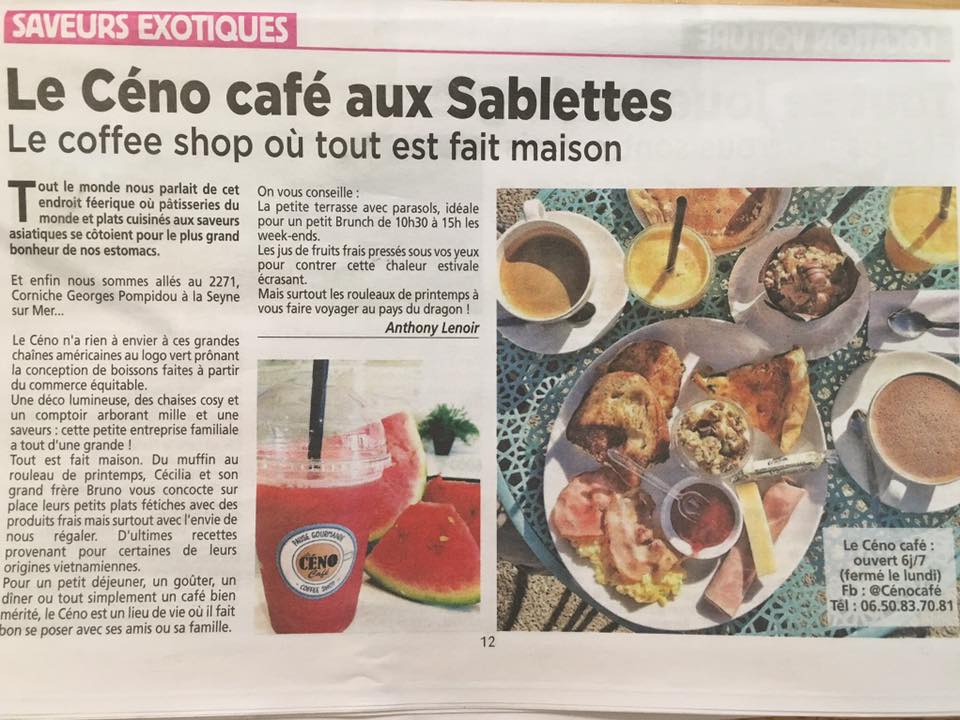 SAVEURS EXOTIQUES
LOCATION VOITURE
Le Céno café aux Sablettes
Le coffee shop où tout est fait maison
Tout le monde nous parlait de cet
endroit féerique où pâtisseries du
monde et plats cuisinés aux saveurs
asiatiques se côtoient pour le plus grand
bonheur de nos estomacs.
Et enfin nous sommes allés au 2271,
Corniche Georges Pompidou à la Seyne
sur Mer...
Le Céno n'a rien à envier à ces grandes
chaînes américaines au logo vert prônant
la conception de boissons faites à partir
du commerce équitable.
Une déco lumineuse, des chaises cosy et
un comptoir arborant mille et une
saveurs : cette petite entreprise familiale
a tout d'une grande !
Tout est fait maison. Du muffin au
rouleau de printemps, Cécilia et son
grand frère Bruno vous concocte sur
place leurs petits plats fétiches avec des
produits frais mais surtout avec l'envie de
nous régaler. D'ultimes recettes
provenant pour certaines de leurs
origines vietnamiennes.
Pour un petit déjeuner, un goûter, un
dîner ou tout simplement un café bien
mérité, le Céno est un lieu de vie où il fait
bon se poser avec ses amis ou sa famille.
On vous conseille :
La petite terrasse avec parasols, idéale
pour un petit Brunch de 10h30 à 15h les
week-ends.
Les jus de fruits frais pressés sous vos yeux
pour contrer cette chaleur estivale
écrasant.
Mais surtout les rouleaux de printemps à
vous faire voyager au pays du dragon !
Anthony Lenoir
PAUSE GOURMANDE
CÉNO
Café
COFFEE SHOP
Le Céno café :
ouvert 6j/7
(fermé le lundi)
Fb : @Cénocafé
Tél : 06.50.83.70.81
12